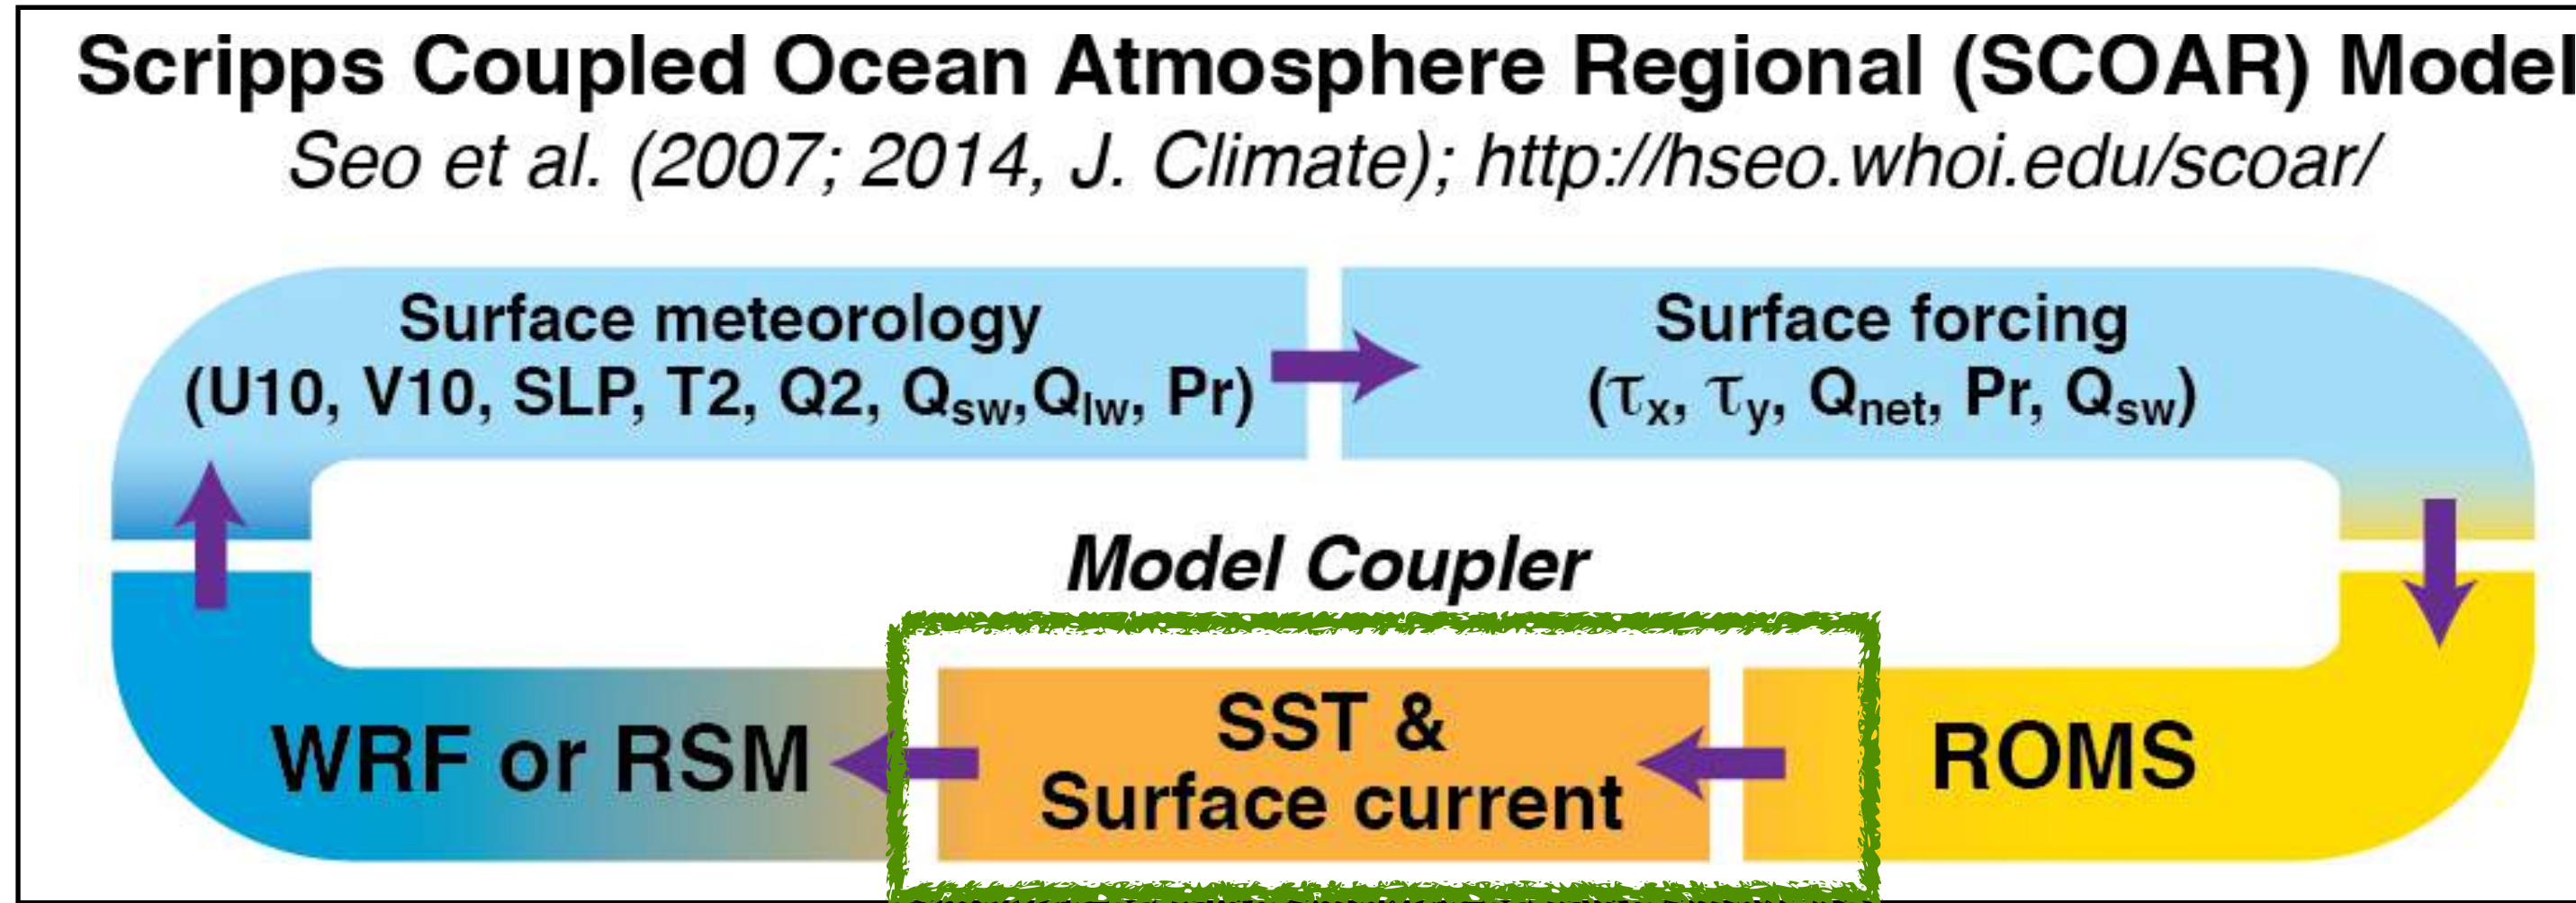 Scripps Coupled Ocean Atmosphere Regional (SCOAR) Model
Seo et al. (2007; 2014, J. Climate); http://hseo.whoi.edu/scoar/
Surface meteorology
(U10, V10, SLP, T2, Q2, Qsw,Qlw, Pr)
Surface forcing
(τx, τy, Qnet, Pr, Qsw)
Model Coupler
WRF or RSM
SST &
Surface current
ROMS